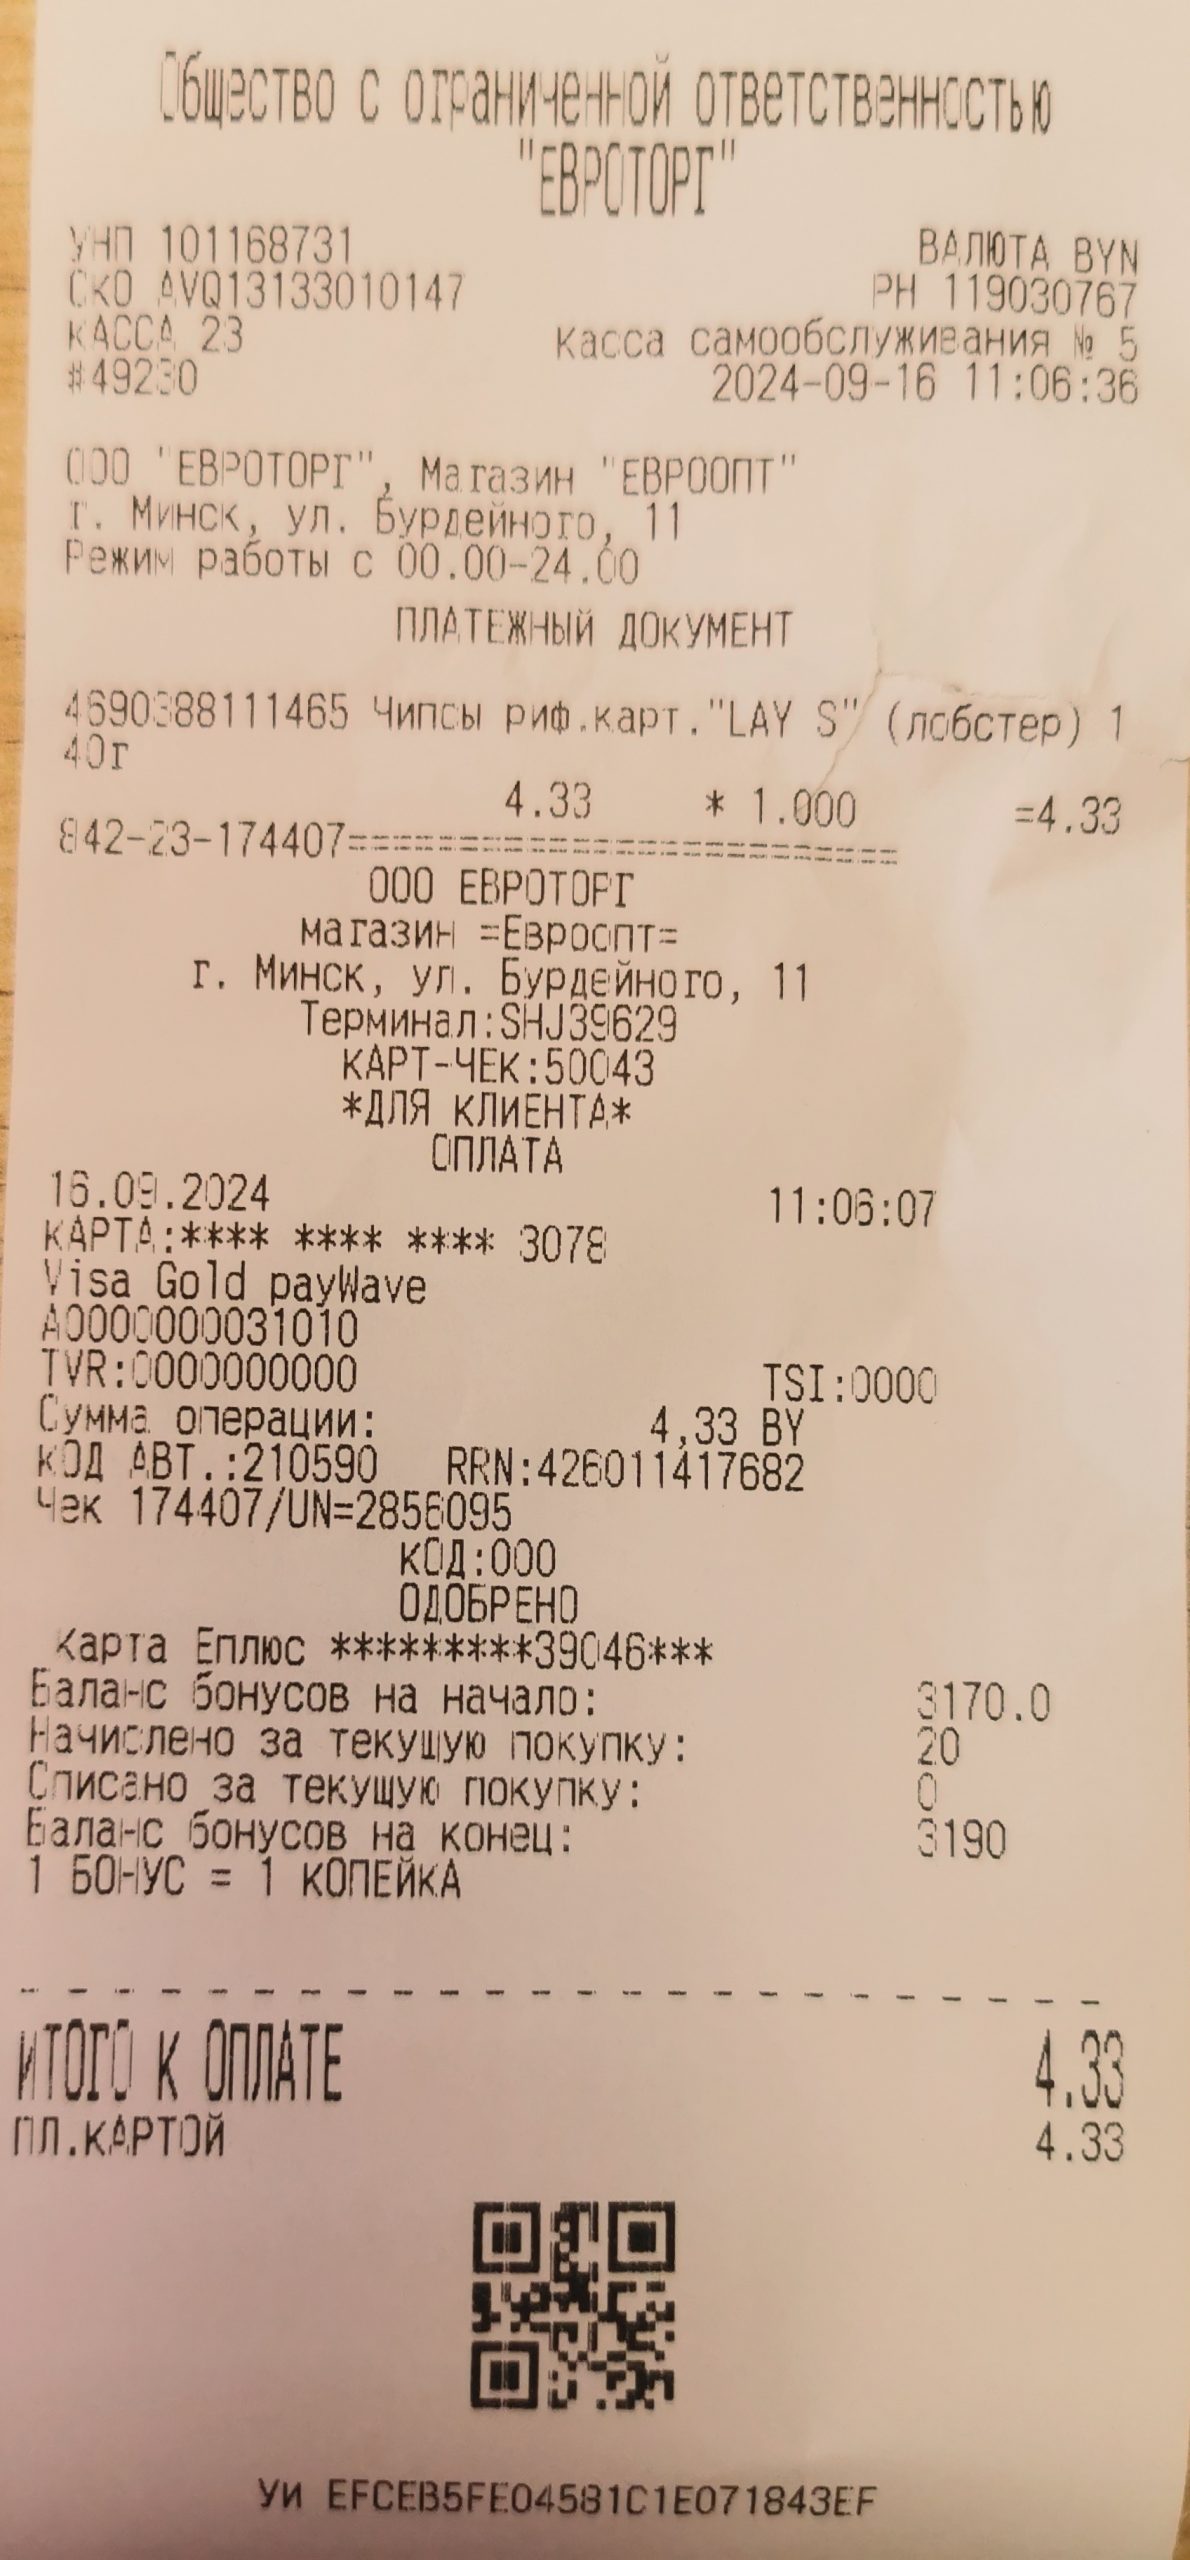 Общество с ограниченной ответственностью
"ЕВРОТОРГ"
УНП 101168731 ВАЛЮТА BYN
СКО AVQ13133010147 РН 119030767
КАССА 23 Касса самообслуживания № 5
#49230 2024-09-16 11:06:36
ООО "ЕВРОТОРГ", Магазин "ЕВРООПТ"
г. Минск, ул. Бурдейного, 11
Режим работы с 00.00-24.00
ПЛАТЕЖНЫЙ ДОКУМЕНТ
4690388111465 Чипсы риф.карт."LAY S" (лобстер) 1
40г
4.33 * 1.000 =4.33
842-23-174407==============================
ООО ЕВРОТОРГ
магазин =Евроопт=
г. Минск, ул. Бурдейного, 11
Терминал:SHJ39629
КАРТ-ЧЕК:50043
*ДЛЯ КЛИЕНТА*
ОПЛАТА
16.09.2024 11:06:07
КАРТА:**** **** **** 3078
Visa Gold payWave
A0000000031010
TVR:0000000000 TSI:0000
Сумма операции: 4,33 BY
КОД АВТ.:210590 RRN:426011417682
Чек 174407/UN=2856095
КОД:000
ОДОБРЕНО
Карта Еплюс *********39046***
Баланс бонусов на начало: 3170.0
Начислено за текущую покупку: 20
Списано за текущую покупку: 0
Баланс бонусов на конец: 3190
1 БОНУС = 1 КОПЕЙКА
ИТОГО К ОПЛАТЕ 4.33
ПЛ.КАРТОЙ 4.33
УИ EFCEB5FE04581C1E071843EF